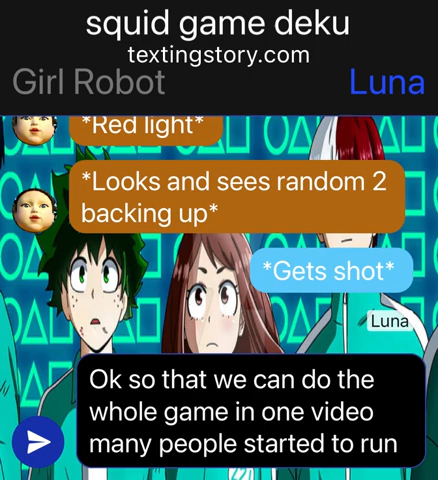 squid game deku
textingstory.com
Girl Robot
Luna
*Red light*
*Looks and sees random 2
backing up*
*Gets shot*
Luna
Ok so that we can do the
whole game in one video
many people started to run